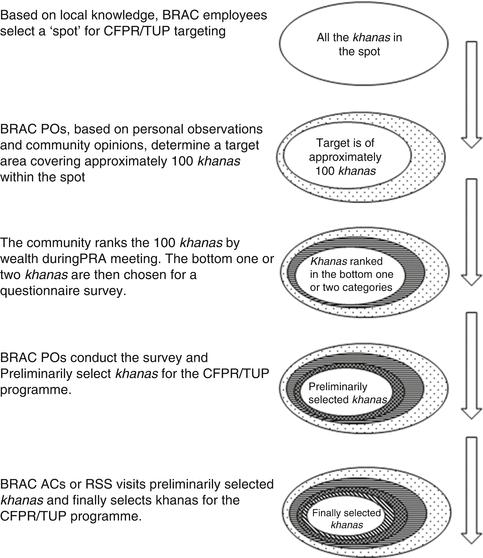 Based on local knowledge, BRAC employees
select a 'spot' for CFPR/TUP targeting
All the khanas in
the spot
BRAC POs, based on personal observations
and community opinions, determine a target
area covering approximately 100 khanas
within the spot
Target is of
approximately
100 khanas
The community ranks the 100 khanas by
wealth duringPRA meeting. The bottom one or
two khanas are then chosen for a
questionnaire survey.
Khanas ranked
in the bottom one
or two categories
BRAC POs conduct the survey and
Preliminarily select khanas for the CFPR/TUP
programme.
Preliminarily
selected khanas
BRAC ACs or RSS visits preliminarily selected
khanas and finally selects khanas for the
CFPR/TUP programme.
Finally selected
khanas